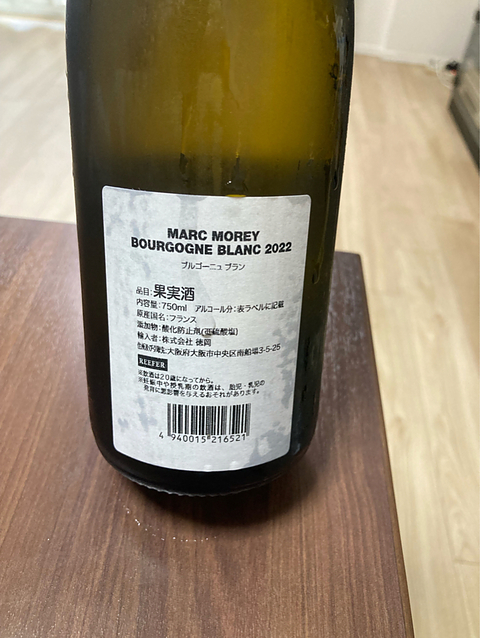 MARC MOREY
BOURGOGNE BLANC 2022
ブルゴーニュ ブラン
品目:果実酒
内容量:750ml アルコール分:表ラベルに記載
原産国名:フランス
添加物:酸化防止剤(亜硫酸塩)
輸入者:株式会社 徳岡
大阪府大阪市中央区南船場3-5-25
REEFER
※飲酒は20歳になってから。
※妊娠中や授乳期の飲酒は、胎児・乳児の
発育に悪影響を与えるおそれがあります。
4 940015 216521